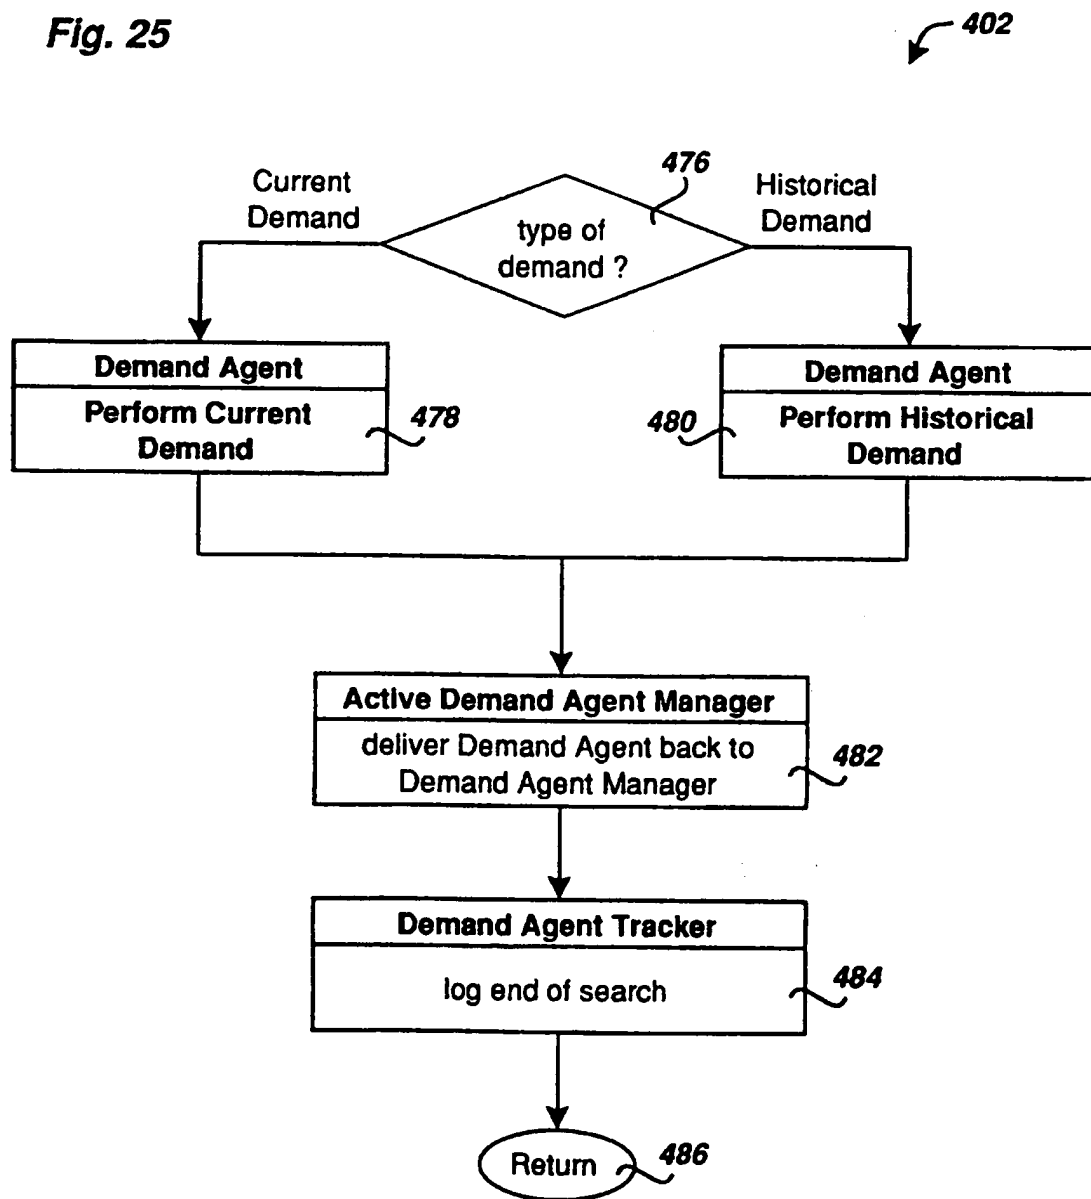 Fig. 25
402
476
Current
Demand
Historical
Demand
type of
demand ?
Demand Agent
Perform Current
Demand
478
Demand Agent
480
Perform Historical
Demand
Active Demand Agent Manager
deliver Demand Agent back to
Demand Agent Manager
482
Demand Agent Tracker
log end of search
484
Return
486